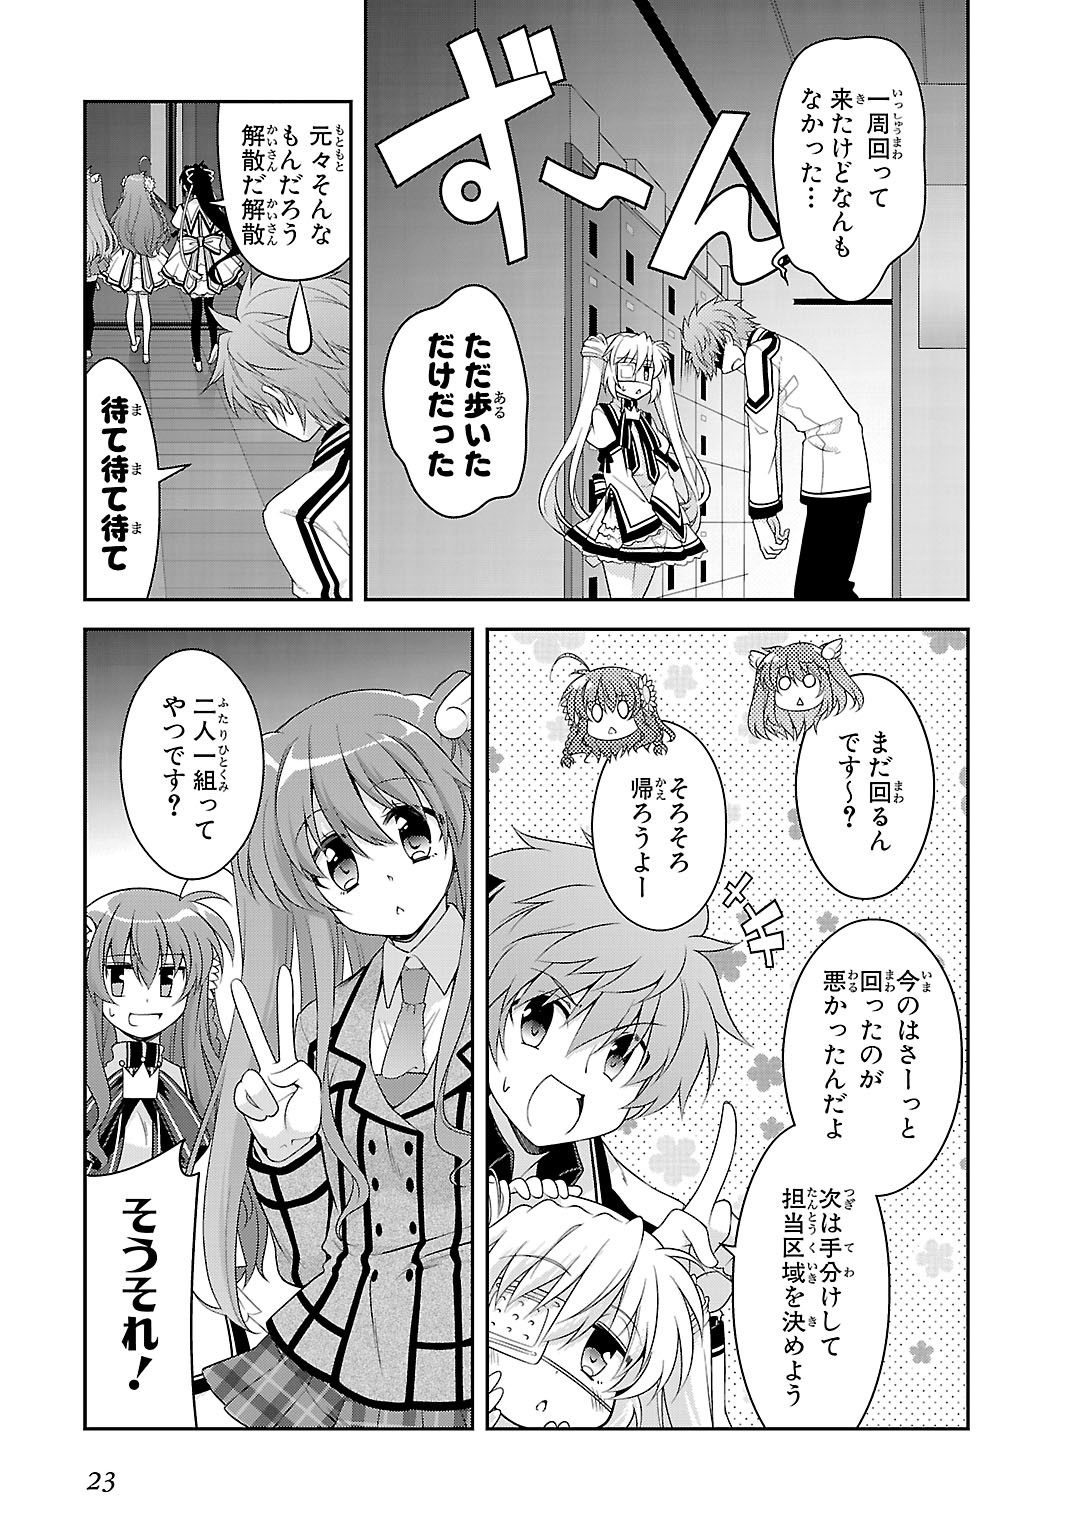 一周回って
来たけどなんも
なかった…
ず〜ん
ただ歩いた
だけだった
元々そんな
もんだろう
解散だ解散
待て待て待て
まだ回るん
です〜?
そろそろ
帰ろうよー
今のはさーっと
回ったのが
悪かったんだよ
次は手分けして
担当区域を決めよう
二人一組って
やつです?
そうそれ!
23